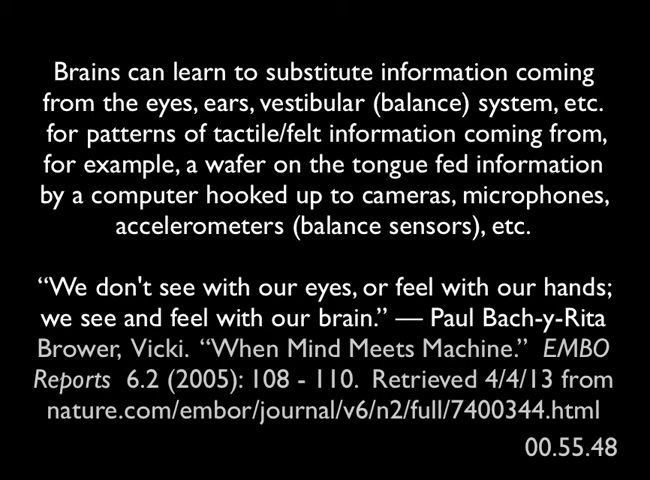 Brains can learn to substitute information coming
from the eyes, ears, vestibular (balance) system, etc.
for patterns of tactile/felt information coming from,
for example, a wafer on the tongue fed information
by a computer hooked up to cameras, microphones,
accelerometers (balance sensors), etc.
“We don't see with our eyes, or feel with our hands;
we see and feel with our brain.” — Paul Bach-y-Rita
Brower, Vicki. “When Mind Meets Machine.” EMBO
Reports 6.2 (2005): 108 - 110. Retrieved 4/4/13 from
nature.com/embor/journal/v6/n2/full/7400344.html
00.55.48